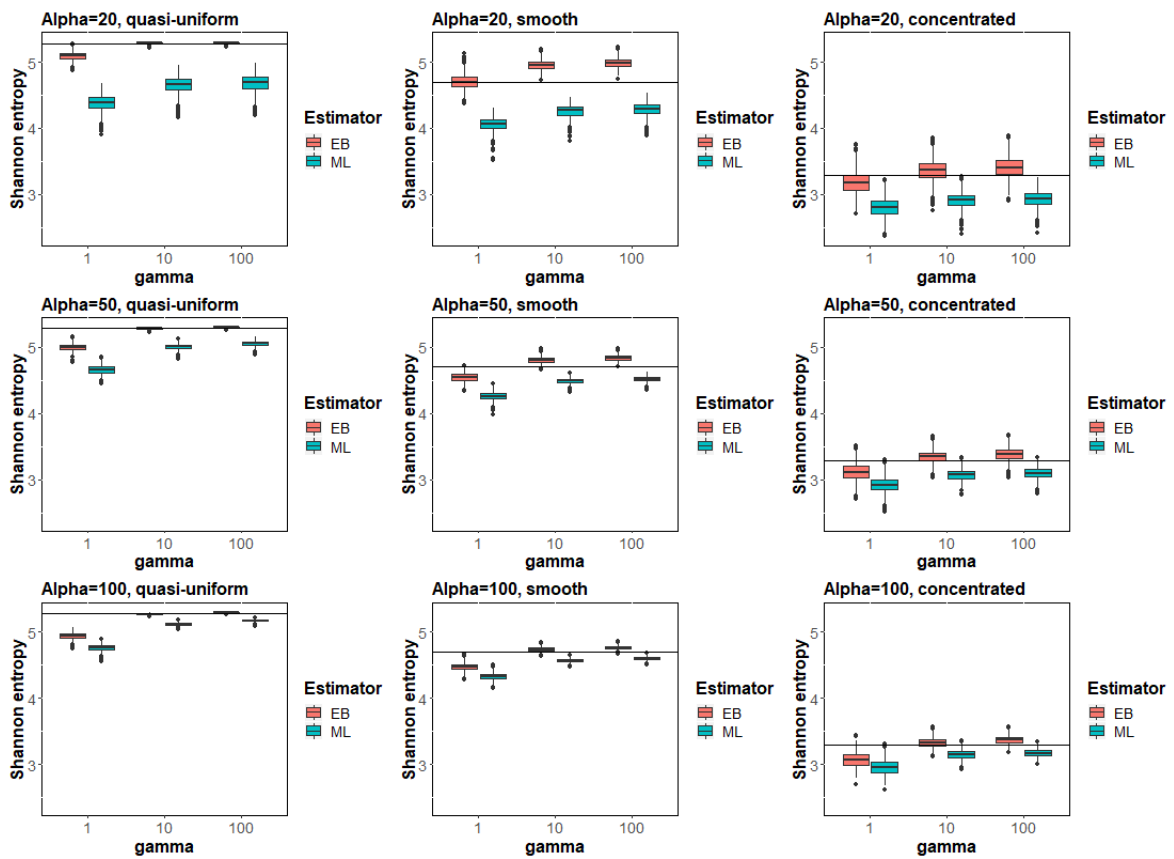 Alpha=20, quasi-uniform
Shannon entropy
5
4
3
1 10 100
gamma
Estimator
EB
ML
Alpha=20, smooth
Shannon entropy
5
4
3
1 10 100
gamma
Estimator
EB
ML
Alpha=20, concentrated
Shannon entropy
5
4
3
1 10 100
gamma
Estimator
EB
ML
Alpha=50, quasi-uniform
Shannon entropy
5
4
3
1 10 100
gamma
Estimator
EB
ML
Alpha=50, smooth
Shannon entropy
5
4
3
1 10 100
gamma
Estimator
EB
ML
Alpha=50, concentrated
Shannon entropy
5
4
3
1 10 100
gamma
Estimator
EB
ML
Alpha=100, quasi-uniform
Shannon entropy
5
4
3
1 10 100
gamma
Estimator
EB
ML
Alpha=100, smooth
Shannon entropy
5
4
3
1 10 100
gamma
Estimator
EB
ML
Alpha=100, concentrated
Shannon entropy
5
4
3
1 10 100
gamma
Estimator
EB
ML